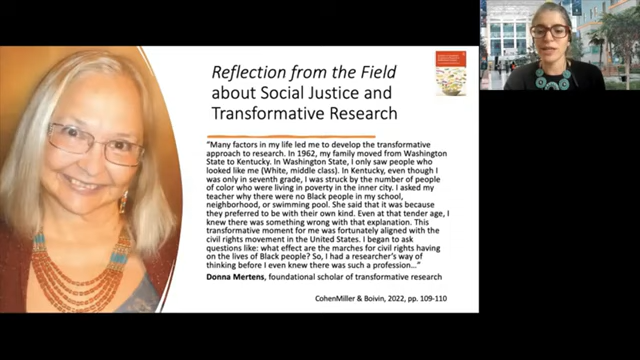 Reflection from the Field
about Social Justice and
Transformative Research
“Many factors in my life led me to develop the transformative
approach to research. In 1962, my family moved from Washington
State to Kentucky. In Washington State, I only saw people who
looked like me (White, middle class). In Kentucky, even though I
was only in seventh grade, I was struck by the number of people
of color who were living in poverty in the inner city. I asked my
teacher why there were no Black people in my school,
neighborhood, or swimming pool. She said that it was because
they preferred to be with their own kind. Even at that tender age, I
knew there was something wrong with that explanation. This
transformative moment for me was fortunately aligned with the
civil rights movement in the United States. I began to ask
questions like: what effect are the marches for civil rights having
on the lives of Black people? So, I had a researcher’s way of
thinking before I even knew there was such a profession...”
Donna Mertens, foundational scholar of transformative research
CohenMiller & Boivin, 2022, pp. 109-110